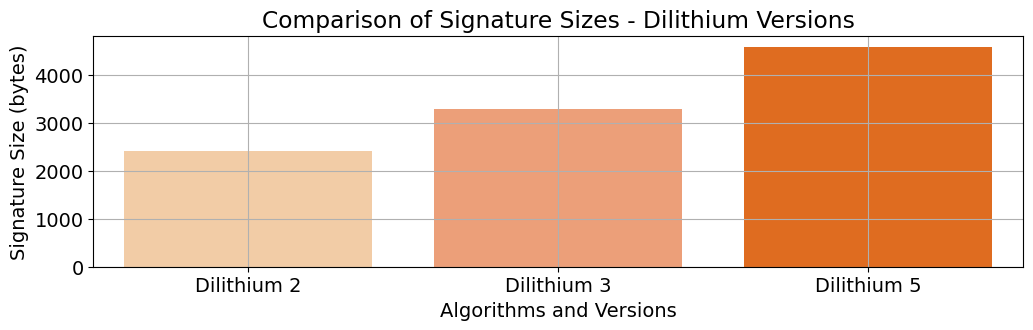 Comparison of Signature Sizes - Dilithium Versions
Signature Size (bytes)
4000
3000
2000
1000
0
Dilithium 2
Dilithium 3
Dilithium 5
Algorithms and Versions